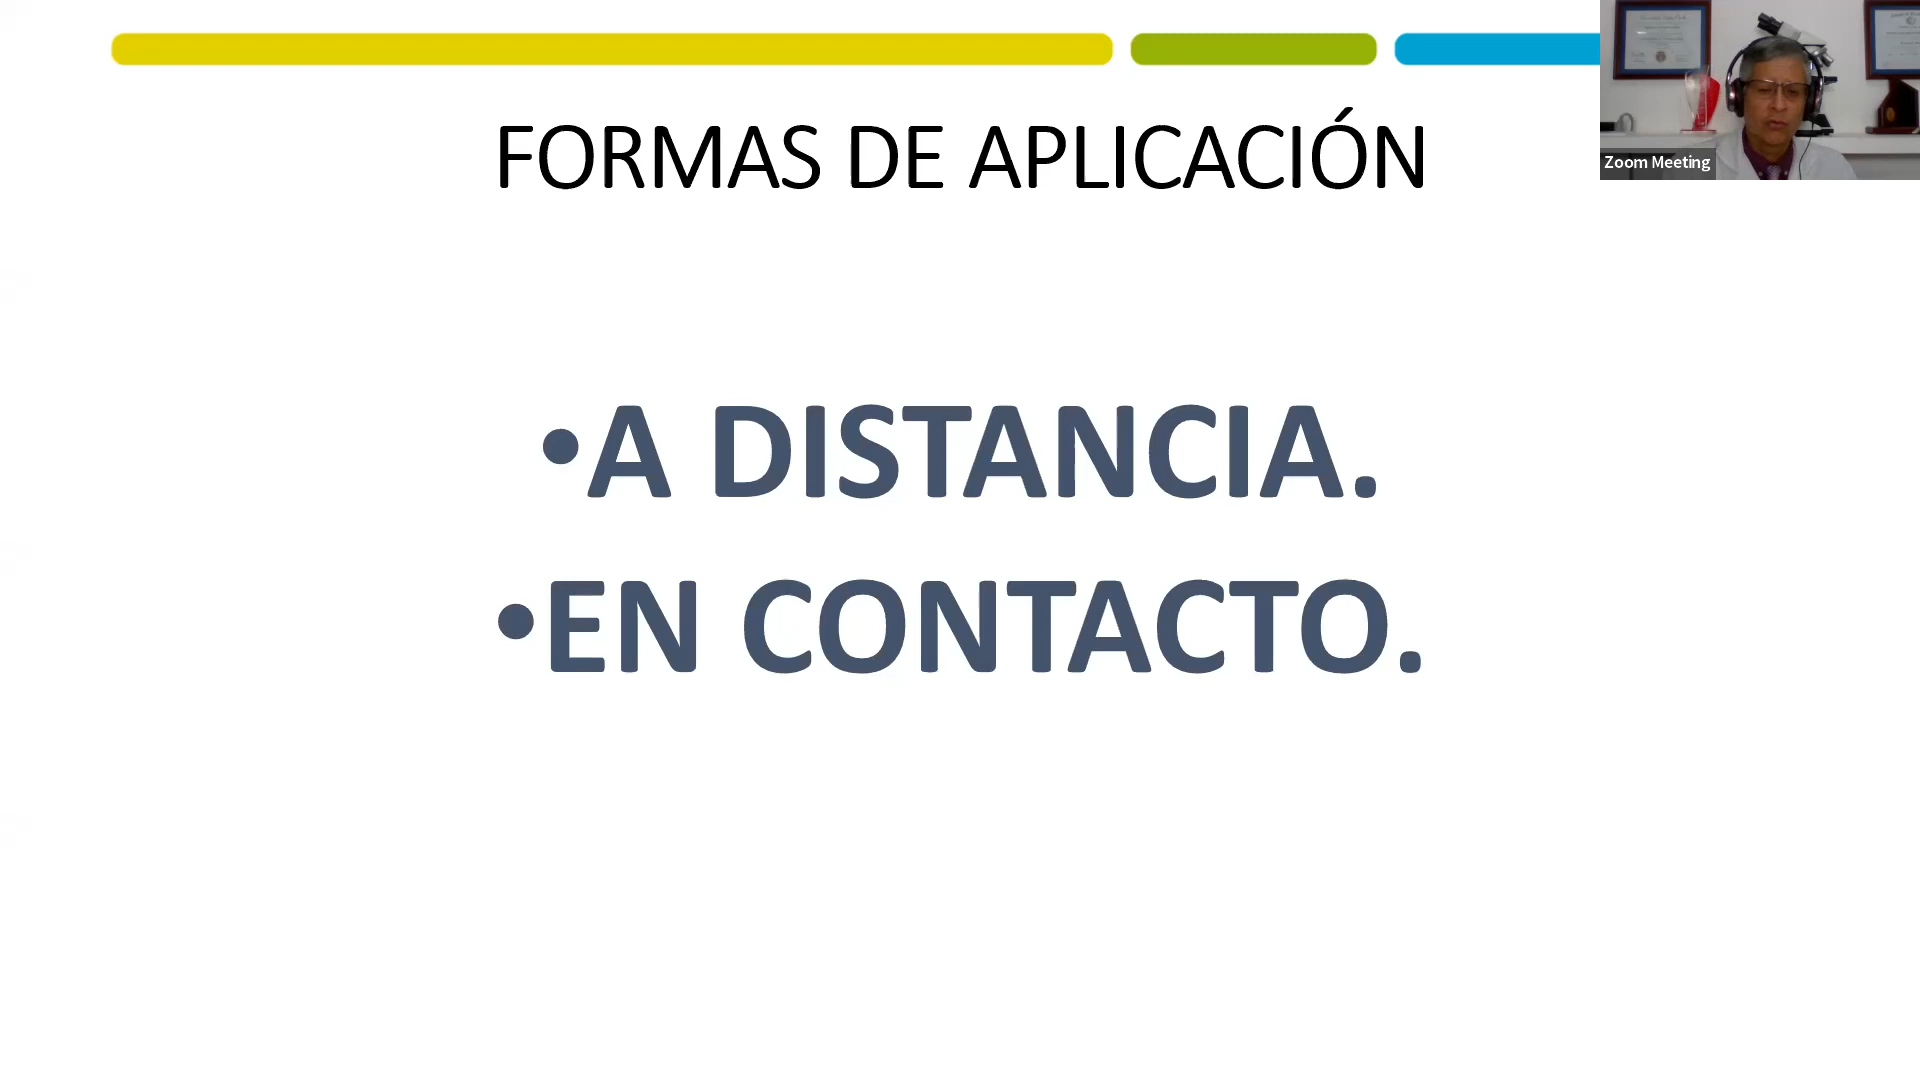 FORMAS DE APLICACIÓN
Zoom Meeting
•A DISTANCIA.
•EN CONTACTO.